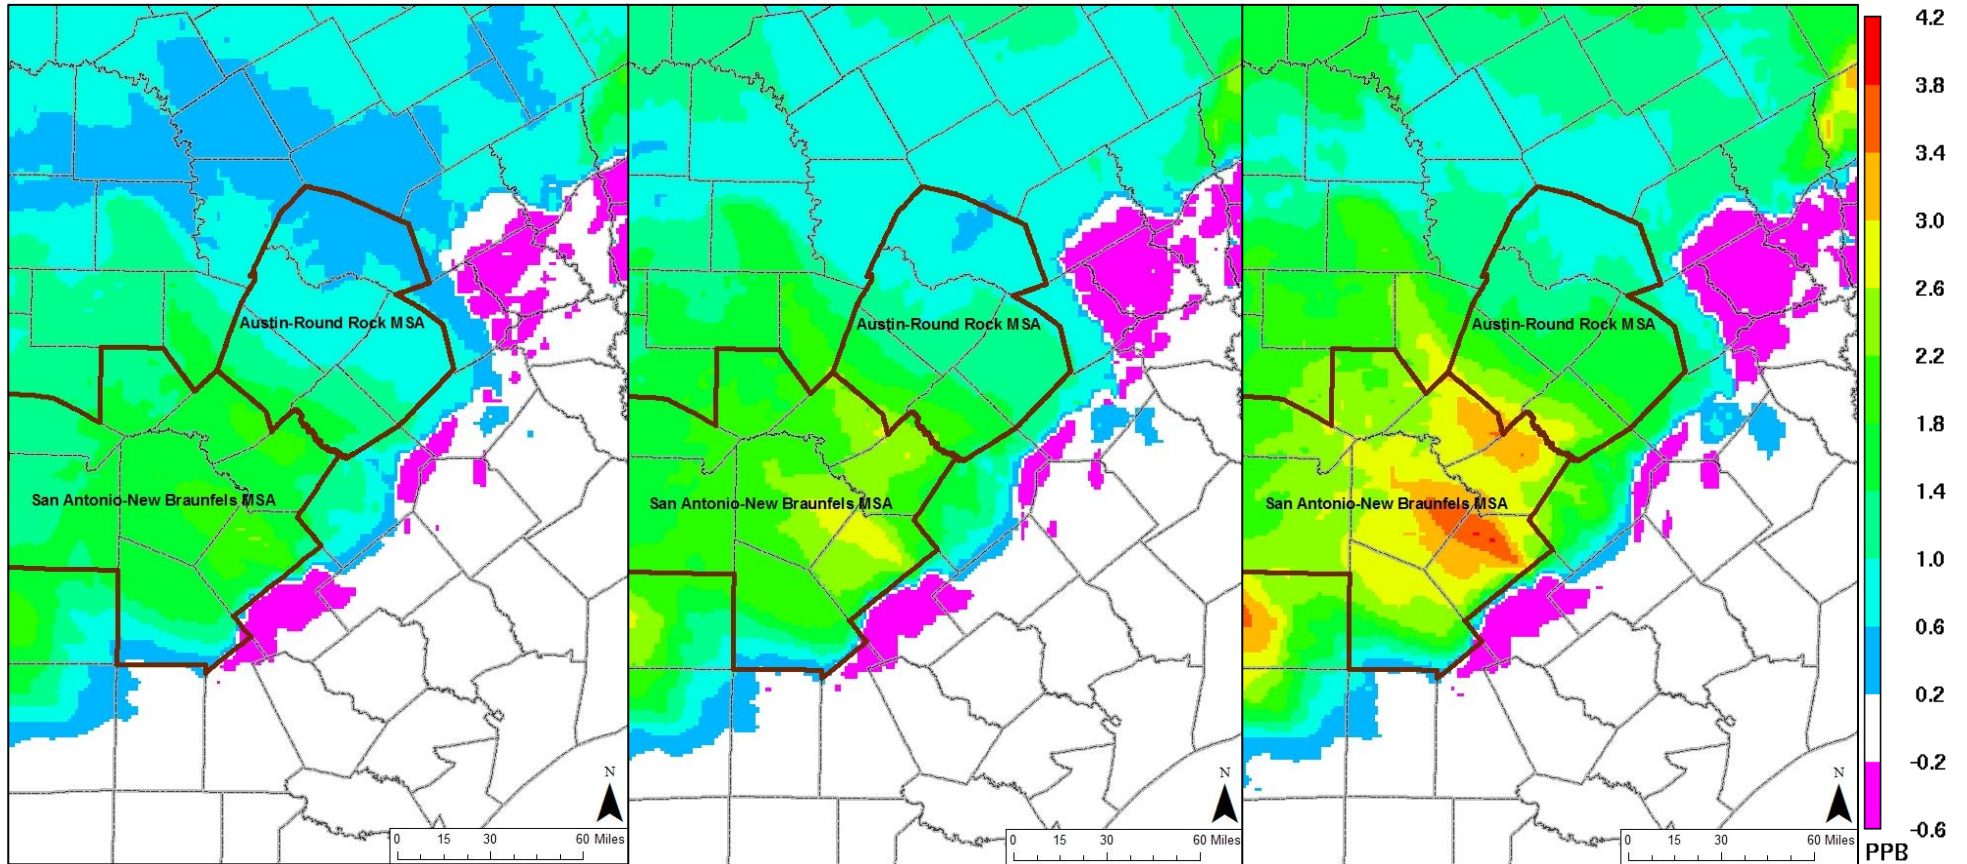 Austin-Round Rock MSA
San Antonio-New Braunfels MSA
N
0 15 30 60 Miles
Austin-Round Rock MSA
San Antonio-New Braunfels MSA
N
0 15 30 60 Miles
Austin-Round Rock MSA
San Antonio-New Braunfels MSA
N
0 15 30 60 Miles
4.2
3.8
3.4
3.0
2.6
2.2
1.8
1.4
1.0
0.6
0.2
-0.2
-0.6
PPB